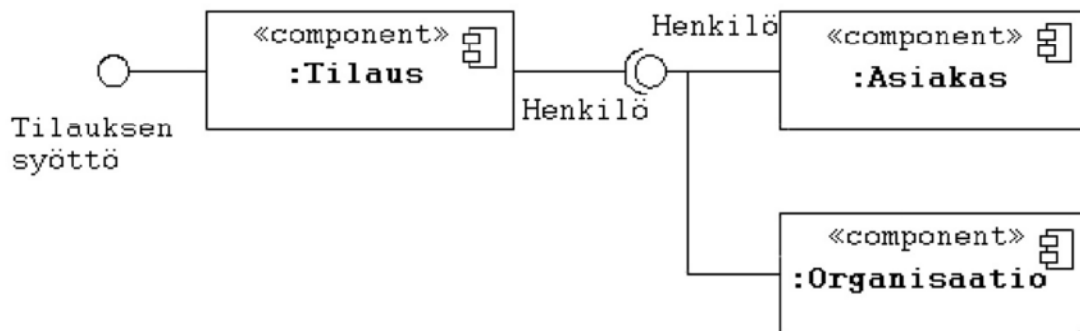 «component»
:Tilaus
Tilauksen
syöttö
Henkilö
Henkilö
«component»
:Asiakas
«component»
:Organisaatio